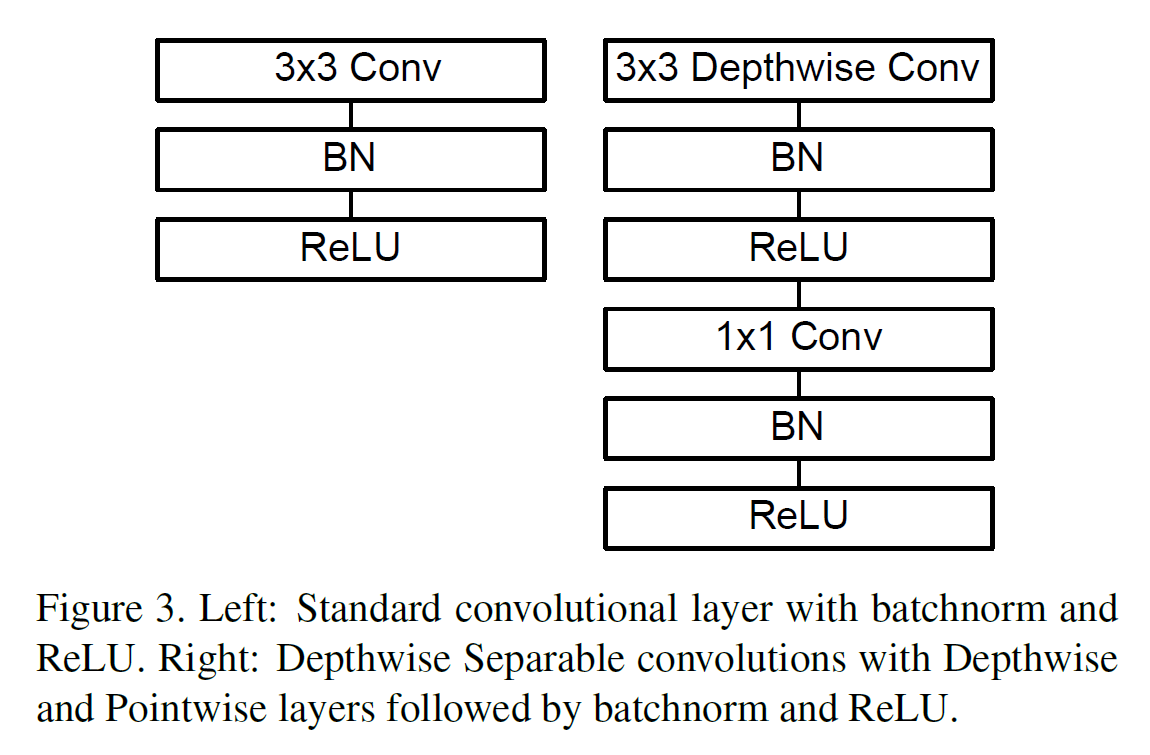 3x3 Conv
BN
ReLU
3x3 Depthwise Conv
BN
ReLU
1x1 Conv
BN
ReLU
Figure 3. Left: Standard convolutional layer with batchnorm and
ReLU. Right: Depthwise Separable convolutions with Depthwise
and Pointwise layers followed by batchnorm and ReLU.